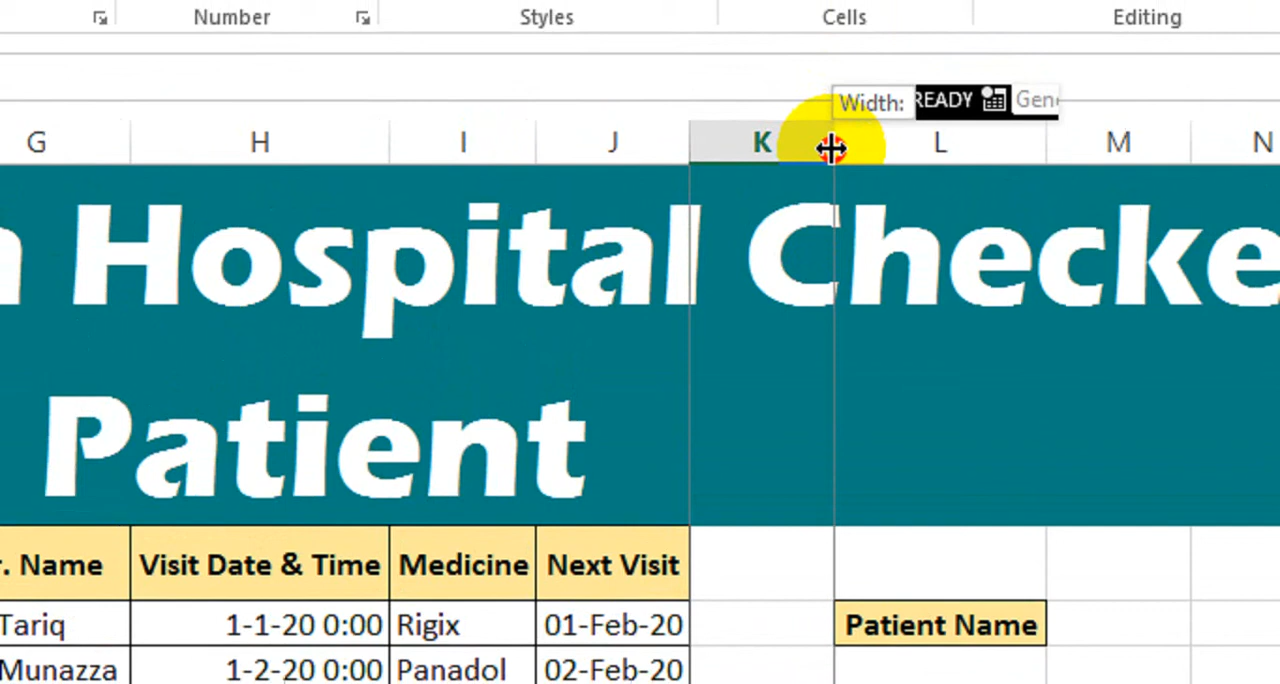 Number Styles Cells Editing
Width: READY Gen
G H I J K L M N
Hospital Checke
Patient
. Name Visit Date & Time Medicine Next Visit
Tariq 1-1-20 0:00 Rigix 01-Feb-20 Patient Name
Munazza 1-2-20 0:00 Panadol 02-Feb-20